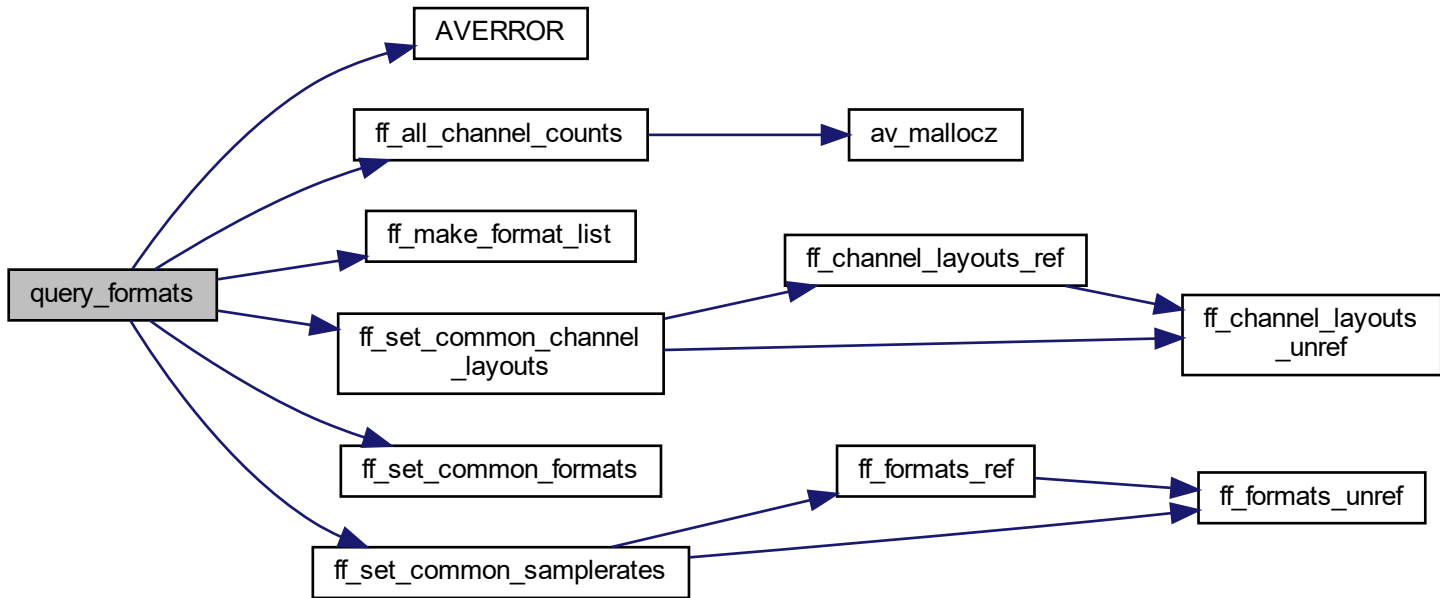 AVERROR
ff_all_channel_counts
av_mallocz
ff_make_format_list
ff_channel_layouts_ref
query_formats
ff_set_common_channel
_layouts
ff_channel_layouts
_unref
ff_set_common_formats
ff_formats_ref
ff_formats_unref
ff_set_common_samplerates